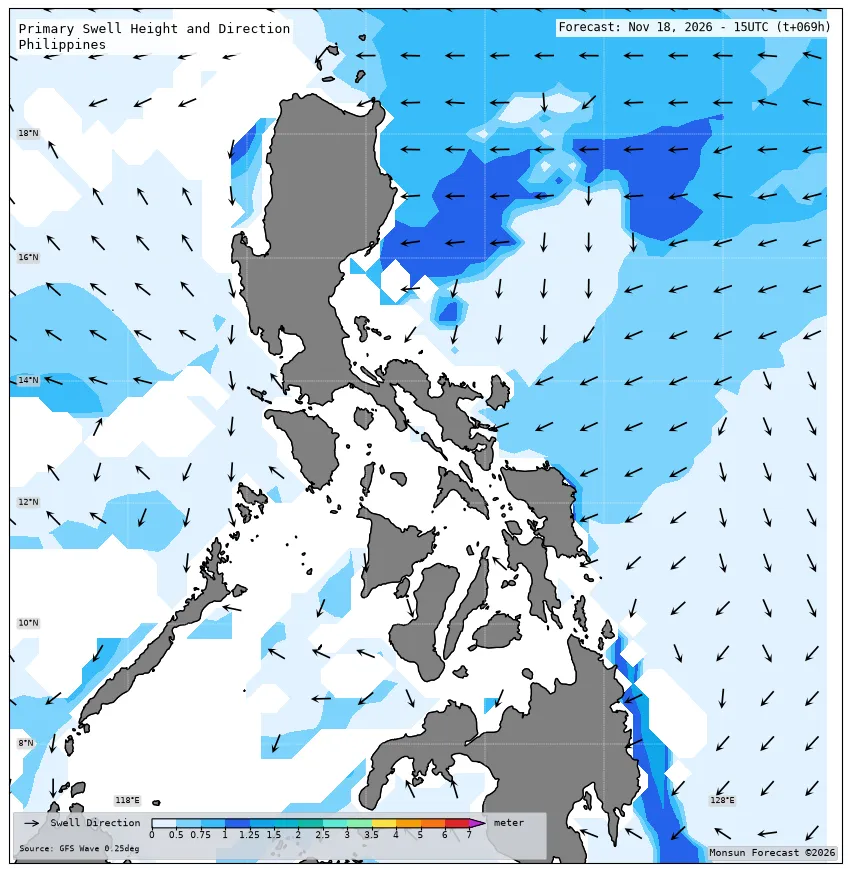 Primary Swell Height and Direction
Philippines
Forecast: Nov 18, 2026 - 15UTC (t+069h)
18°N
16°N
14°N
12°N
10°N
8°N
118°E
128°E
Swell Direction
0 0.5 0.75 1 1.25 1.5 2 2.5 3 3.5 4 5 6 7
meter
Source: GFS Wave 0.25deg
Monsun Forecast ©2026